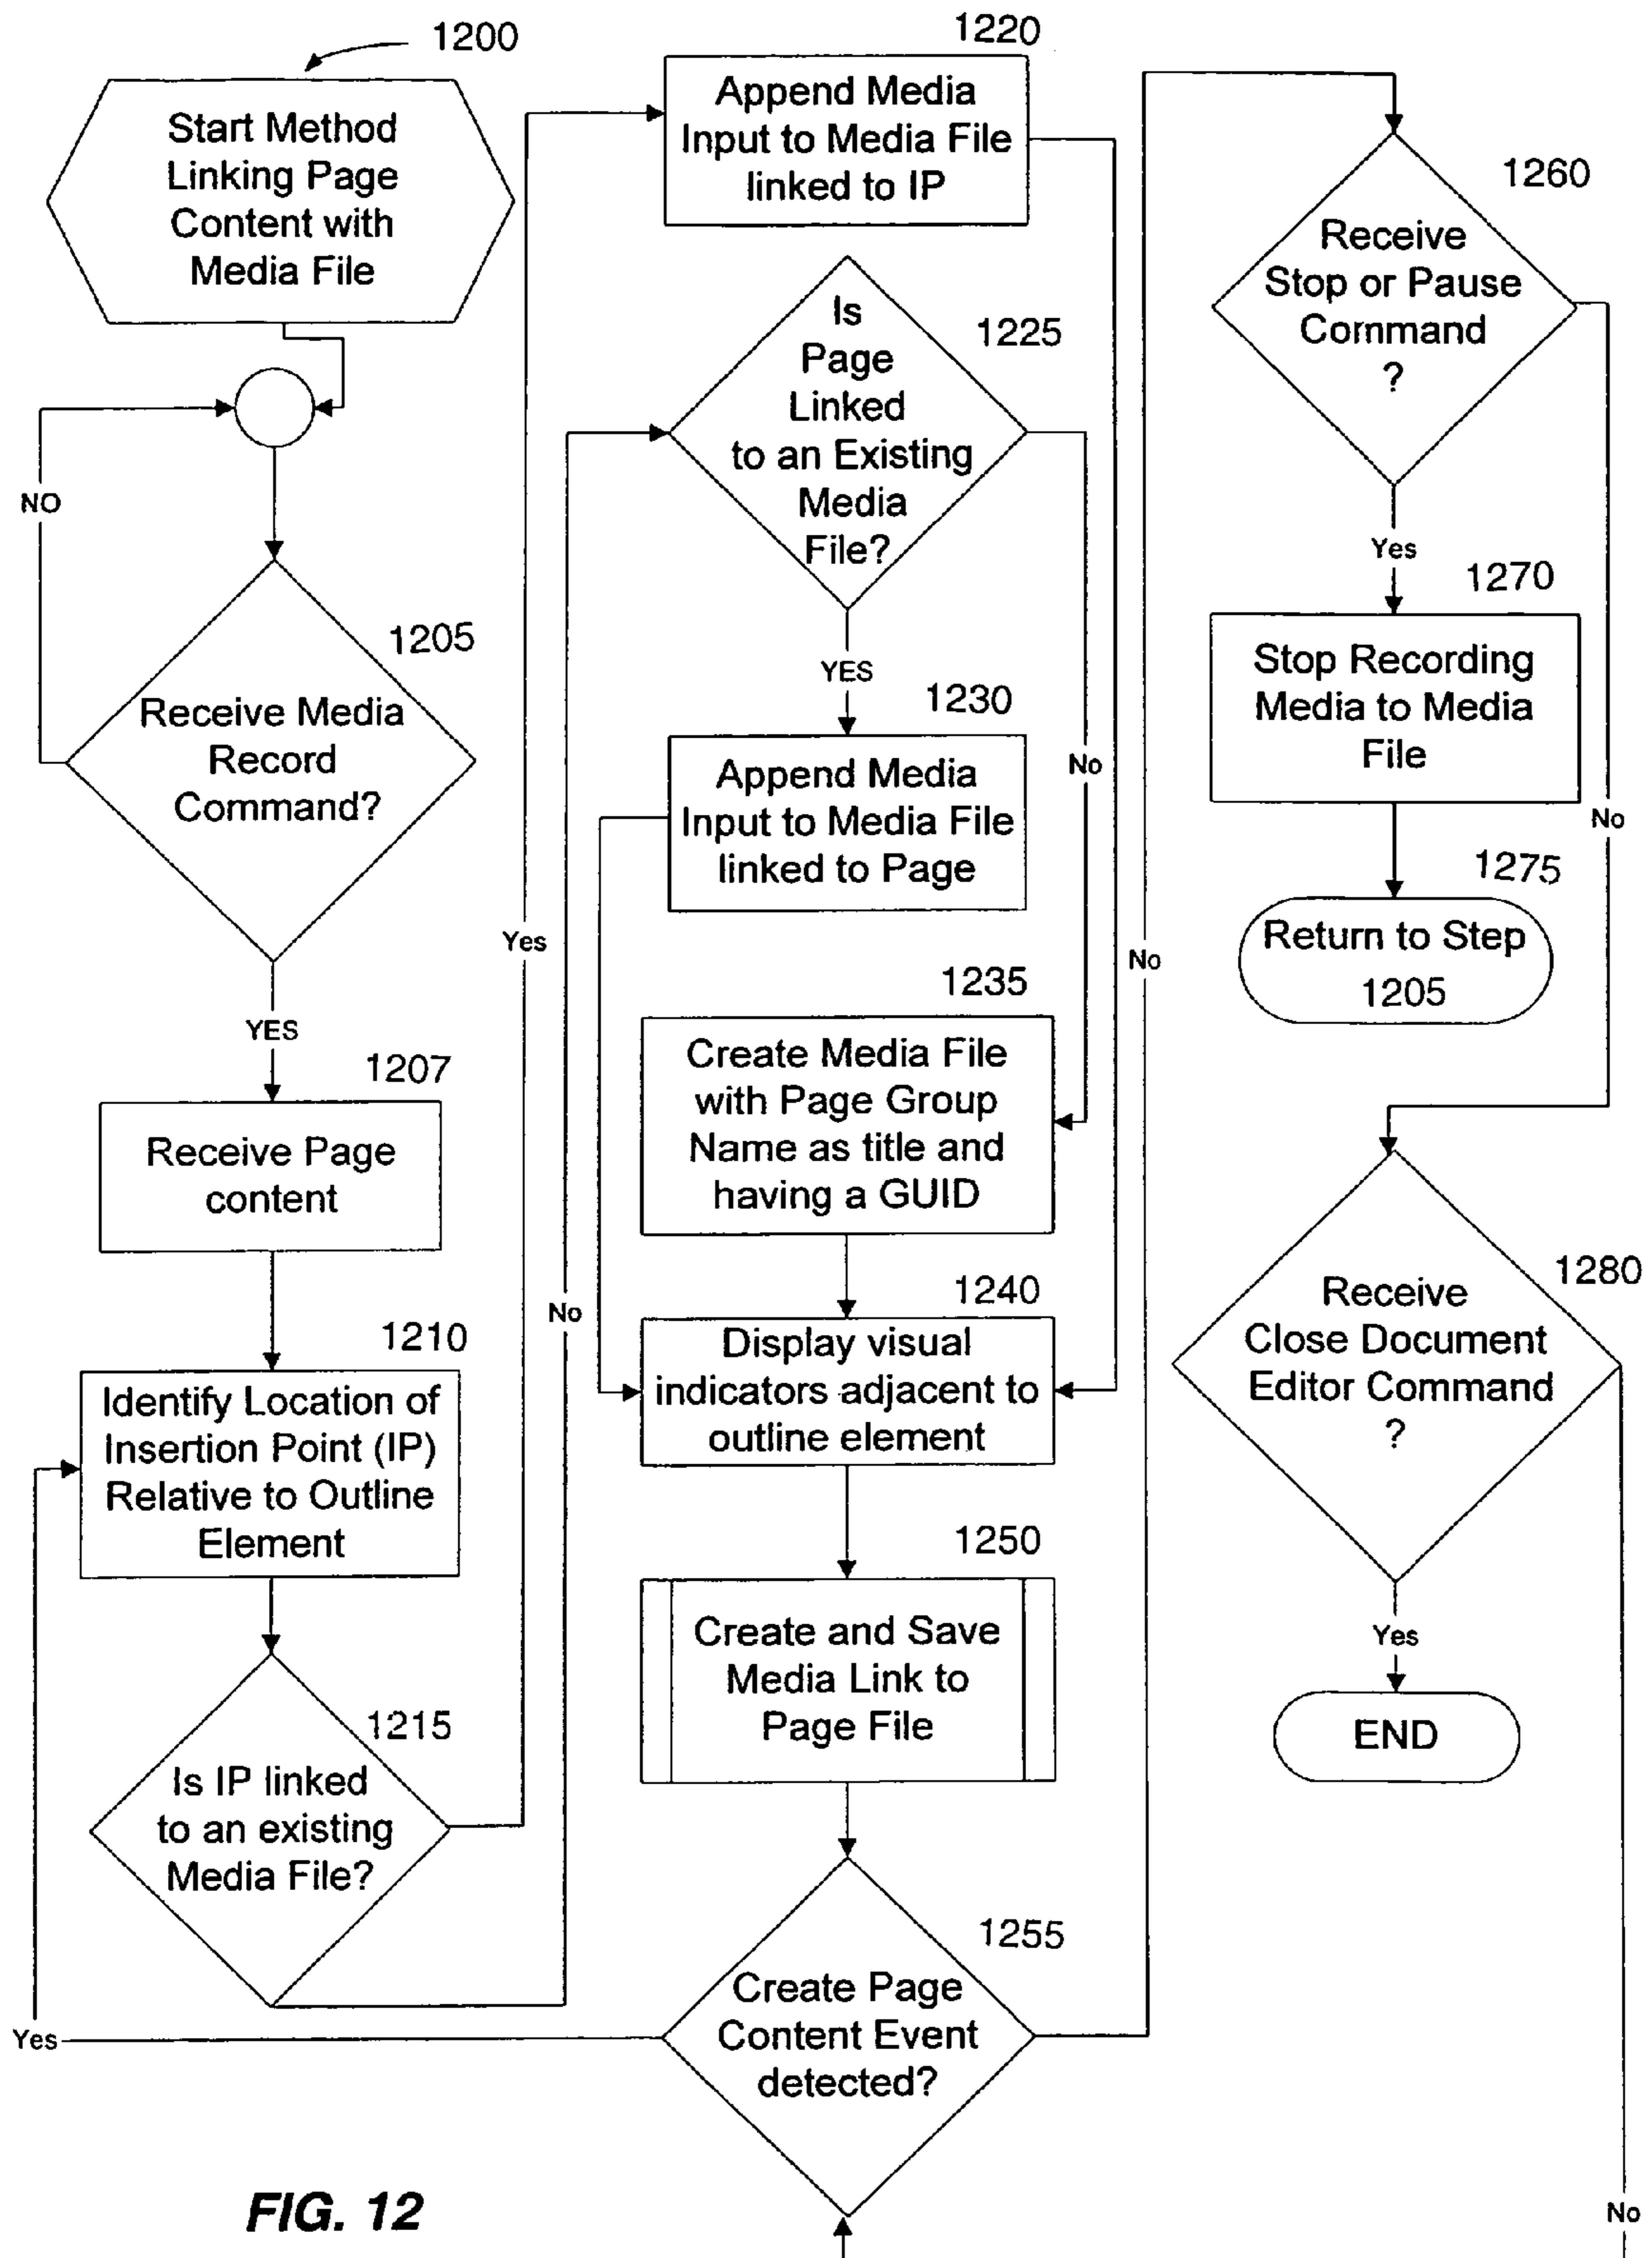 1200
Start Method
Linking Page
Content with
Media File
NO
1205
Receive Media
Record
Command?
YES
1207
Receive Page
content
1210
Identify Location of
Insertion Point (IP)
Relative to Outline
Element
1215
Is IP linked
to an existing
Media File?
Yes
No
Yes
1220
Append Media
Input to Media File
linked to IP
1225
Is
Page
Linked
to an Existing
Media
File?
YES
No
1230
Append Media
Input to Media File
linked to Page
1235
Create Media File
with Page Group
Name as title and
having a GUID
1240
Display visual
indicators adjacent to
outline element
1250
Create and Save
Media Link to
Page File
1255
Create Page
Content Event
detected?
No
1260
Receive
Stop or Pause
Command
?
Yes
No
1270
Stop Recording
Media to Media
File
1275
Return to Step
1205
1280
Receive
Close Document
Editor Command
?
Yes
END
No
FIG. 12